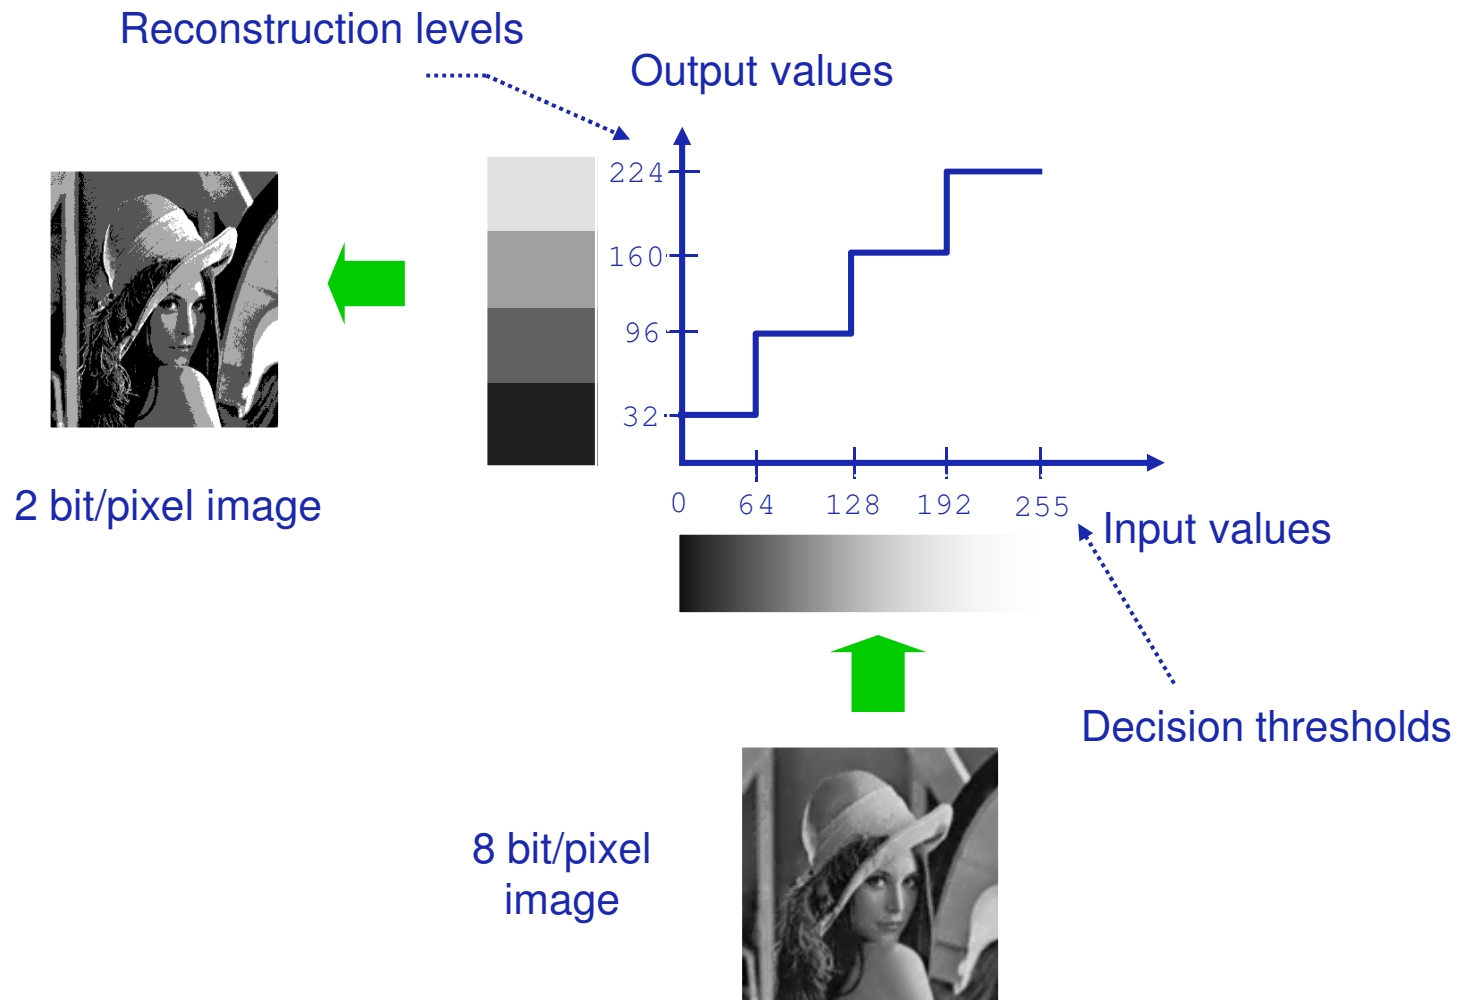 Reconstruction levels
Output values
224
160
96
32
0 64 128 192 255
Input values
2 bit/pixel image
Decision thresholds
8 bit/pixel
image